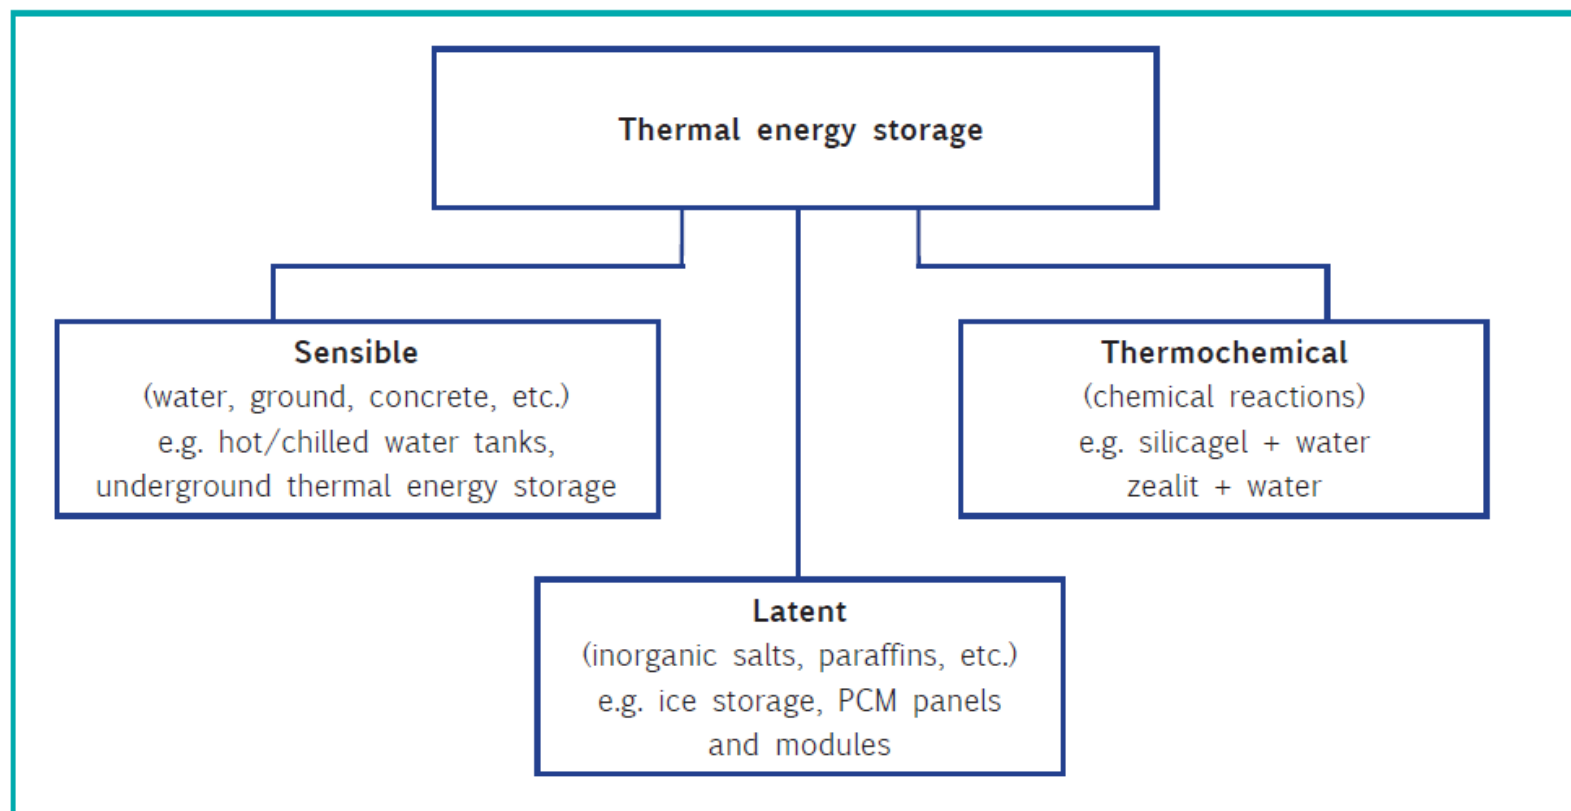 Thermal energy storage
Sensible
(water, ground, concrete, etc.)
e.g. hot/chilled water tanks,
underground thermal energy storage
Thermochemical
(chemical reactions)
e.g. silicagel + water
zealit + water
Latent
(inorganic salts, paraffins, etc.)
e.g. ice storage, PCM panels
and modules